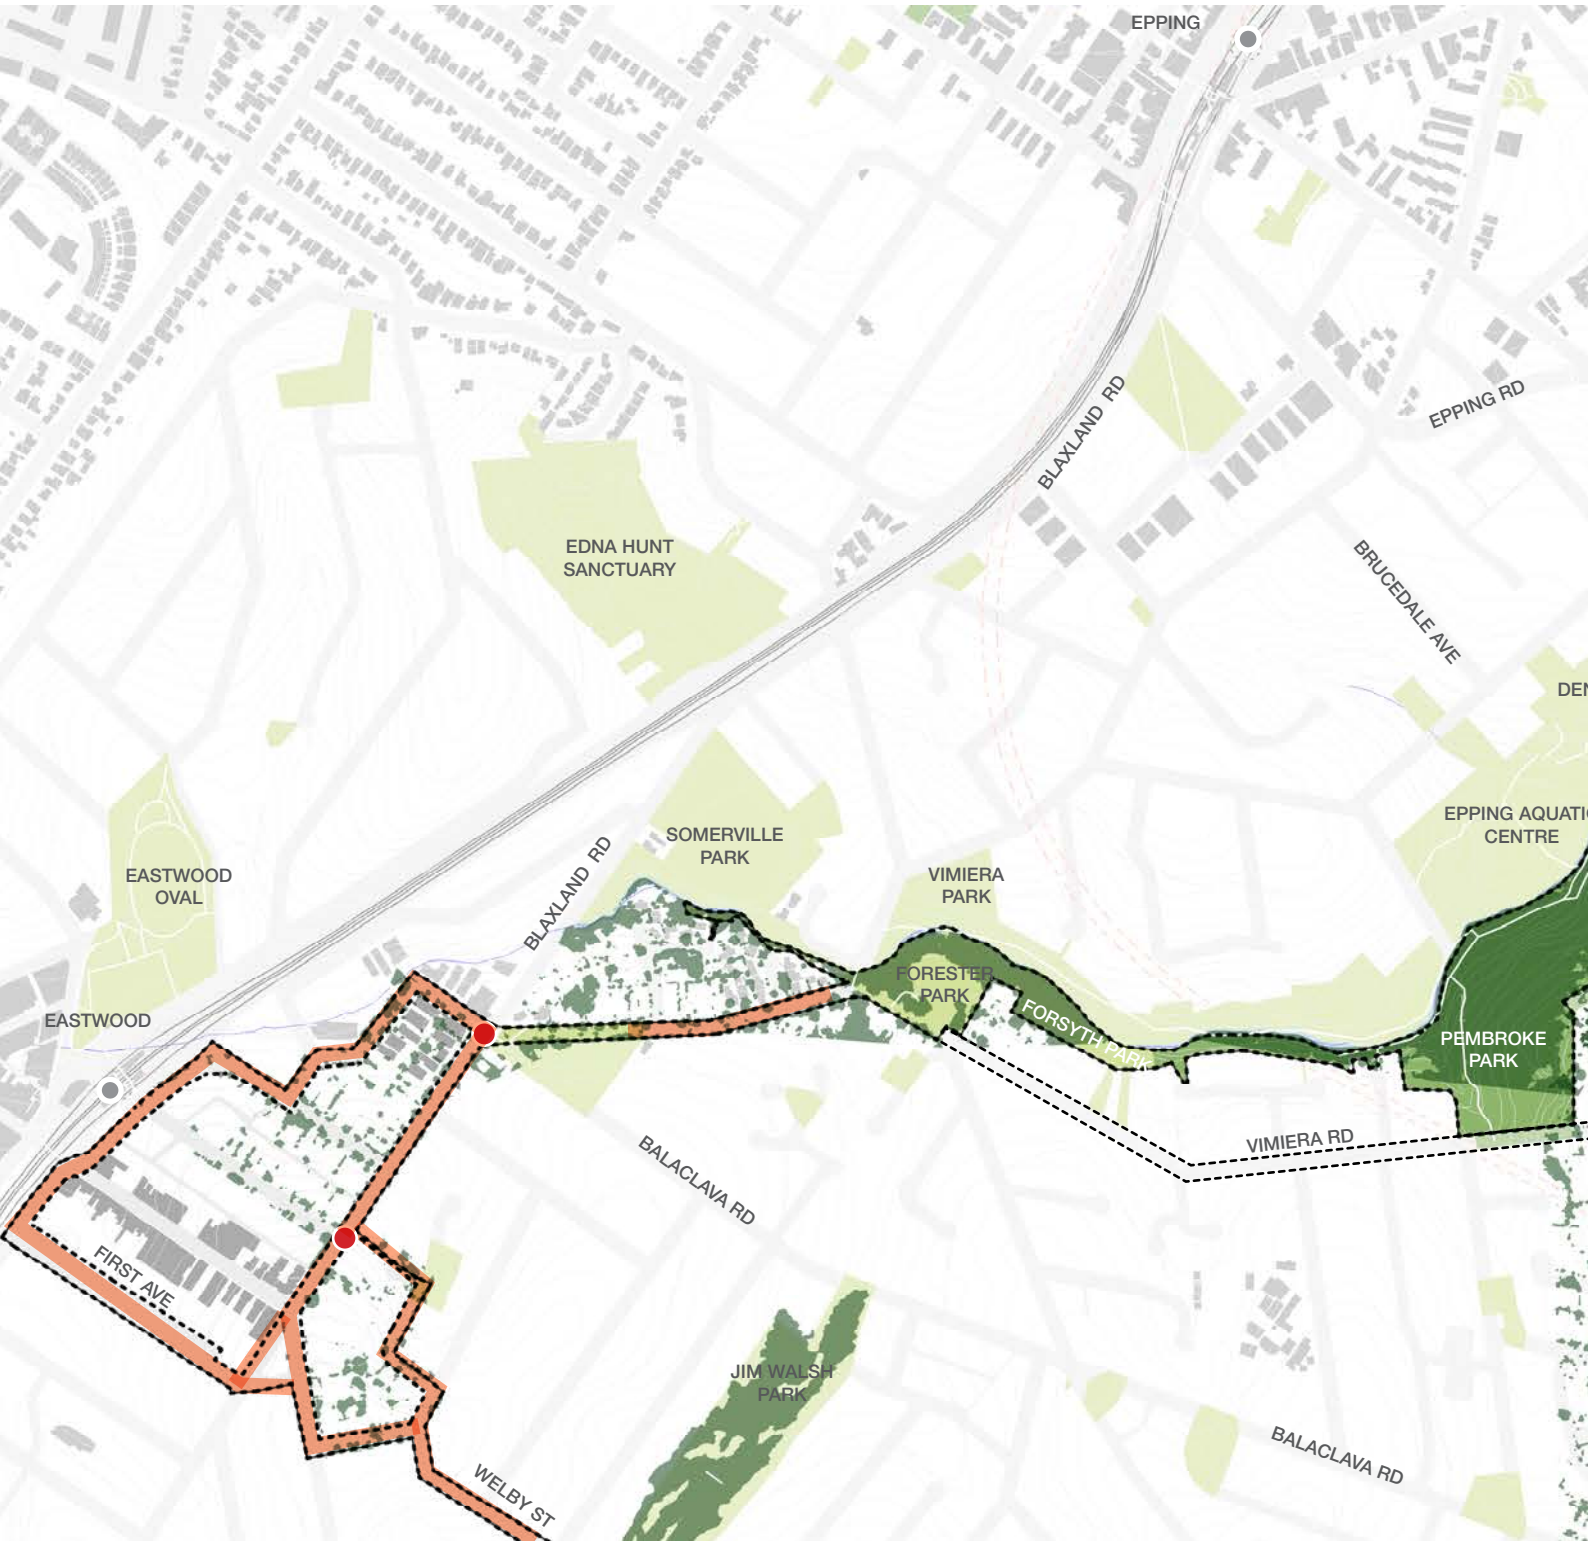 EPPING
BLAXLAND RD
EPPING RD
EDNA HUNT
SANCTUARY
BRUCEDALE AVE
DEN
EPPING AQUATIC
CENTRE
SOMERVILLE
PARK
BLAXLAND RD
EASTWOOD
OVAL
VIMIERA
PARK
FORESTER
PARK
FORSYTH PARK
EASTWOOD
PEMBROKE
PARK
VIMIERA RD
BALACLAVA RD
FIRST AVE
JIM WALSH
PARK
BALACLAVA RD
WELBY ST